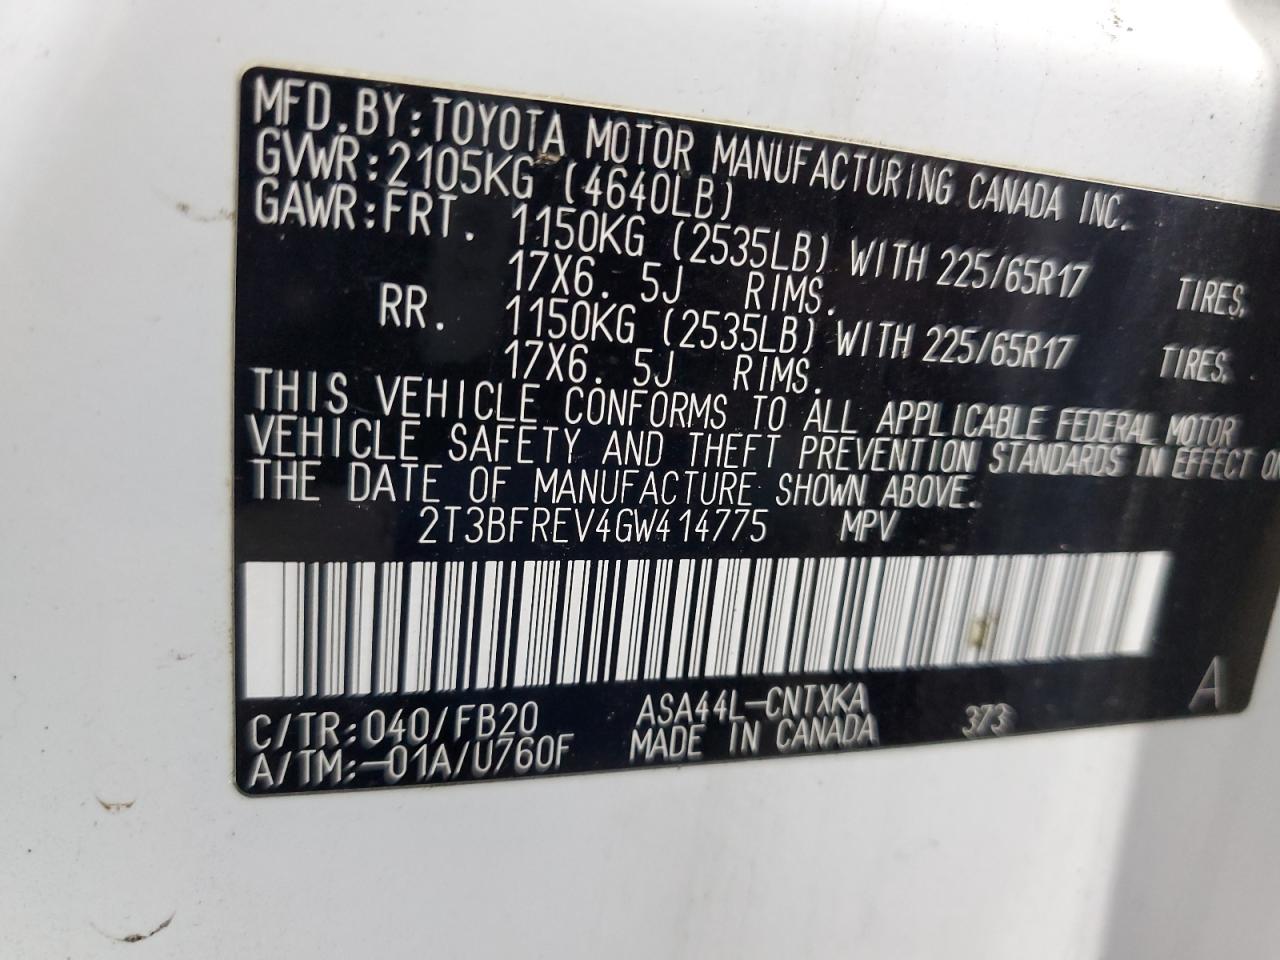 MFD.BY:TOYOTA MOTOR MANUFACTURING CANADA INC.
GVWR:2105KG (4640LB)
GAWR:FRT. 1150KG (2535LB) WITH 225/65R17 TIRES,
17X6. 5J RIMS.
RR. 1150KG (2535LB) WITH 225/65R17 TIRES,
17X6. 5J RIMS.
THIS VEHICLE CONFORMS TO ALL APPLICABLE FEDERAL MOTOR
VEHICLE SAFETY AND THEFT PREVENTION STANDARDS IN EFFECT ON
THE DATE OF MANUFACTURE SHOWN ABOVE.
2T3BFREV4GW414775 MPV
C/TR:040/FB20 ASA44L-CNTXKA 373 A
A/TM:-01A/U760F MADE IN CANADA